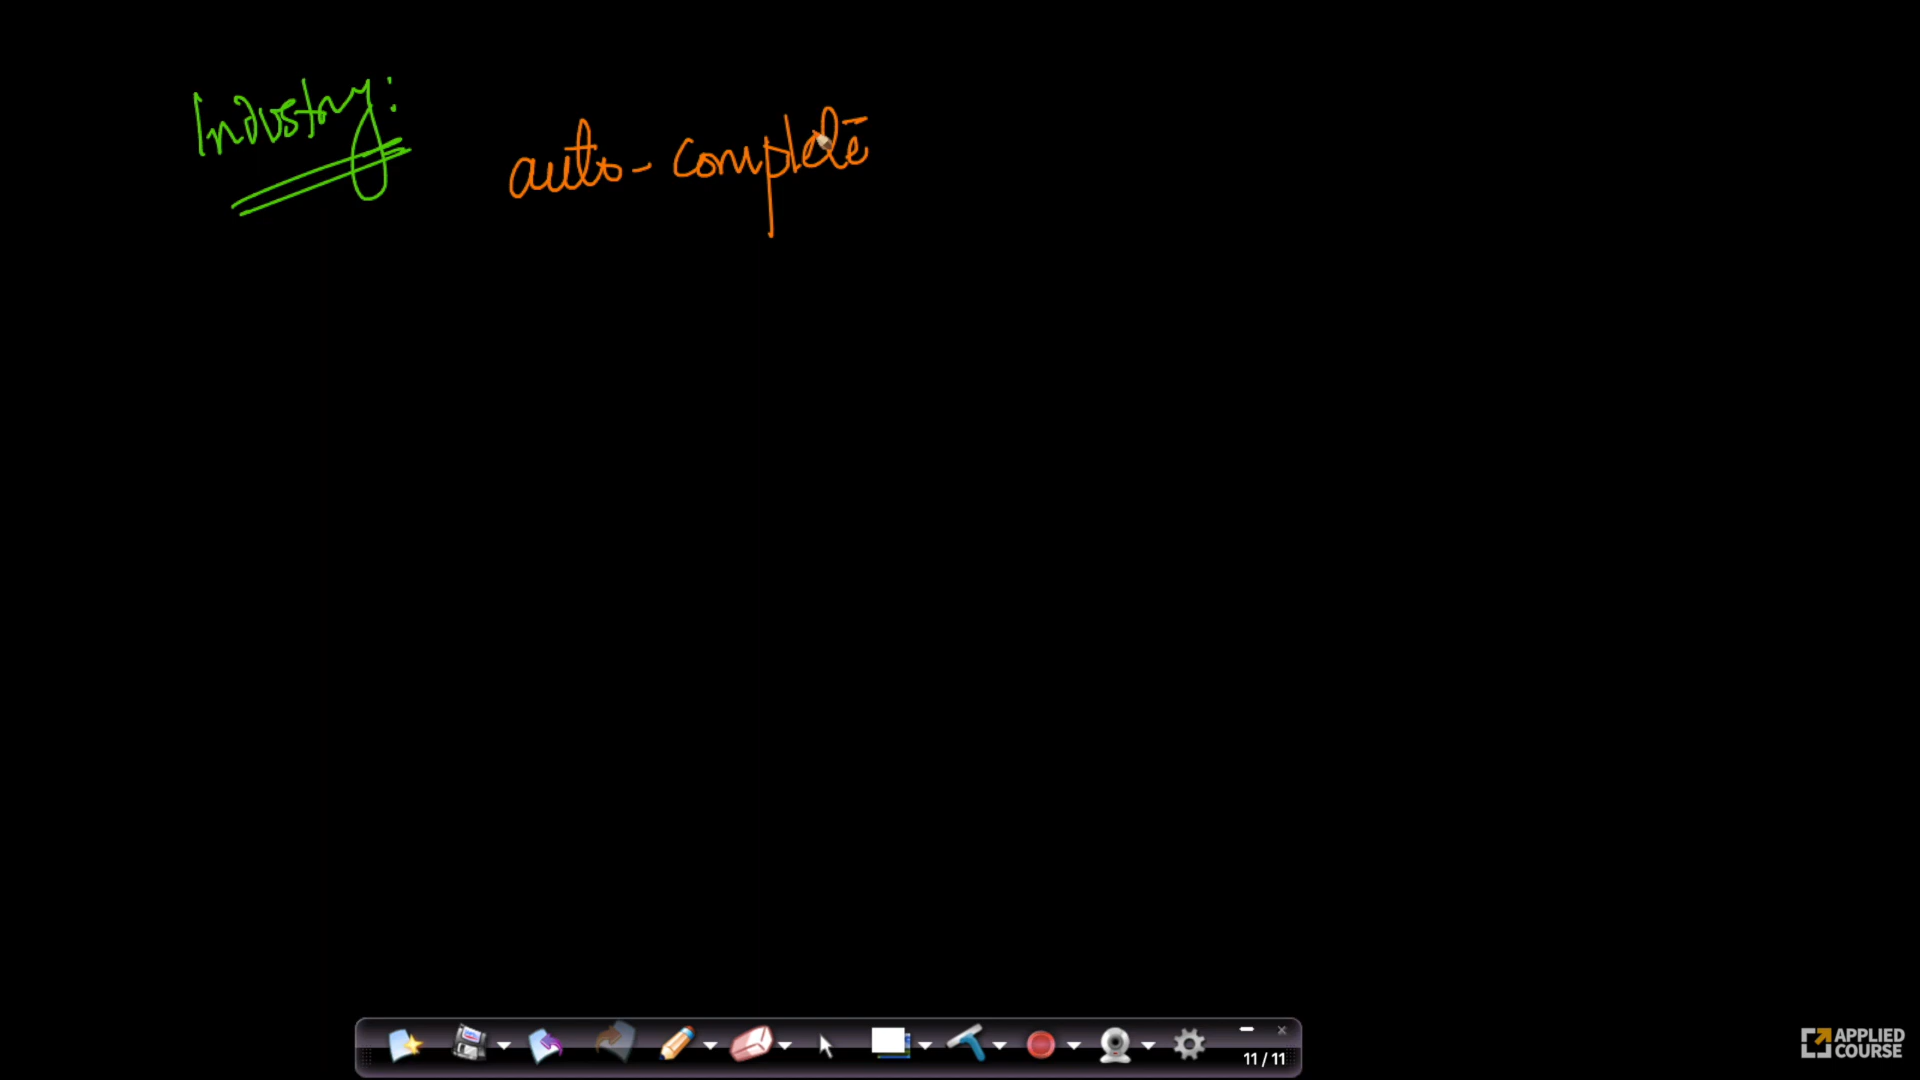 Industry:
auto-complete
11 / 11
APPLIED
COURSE